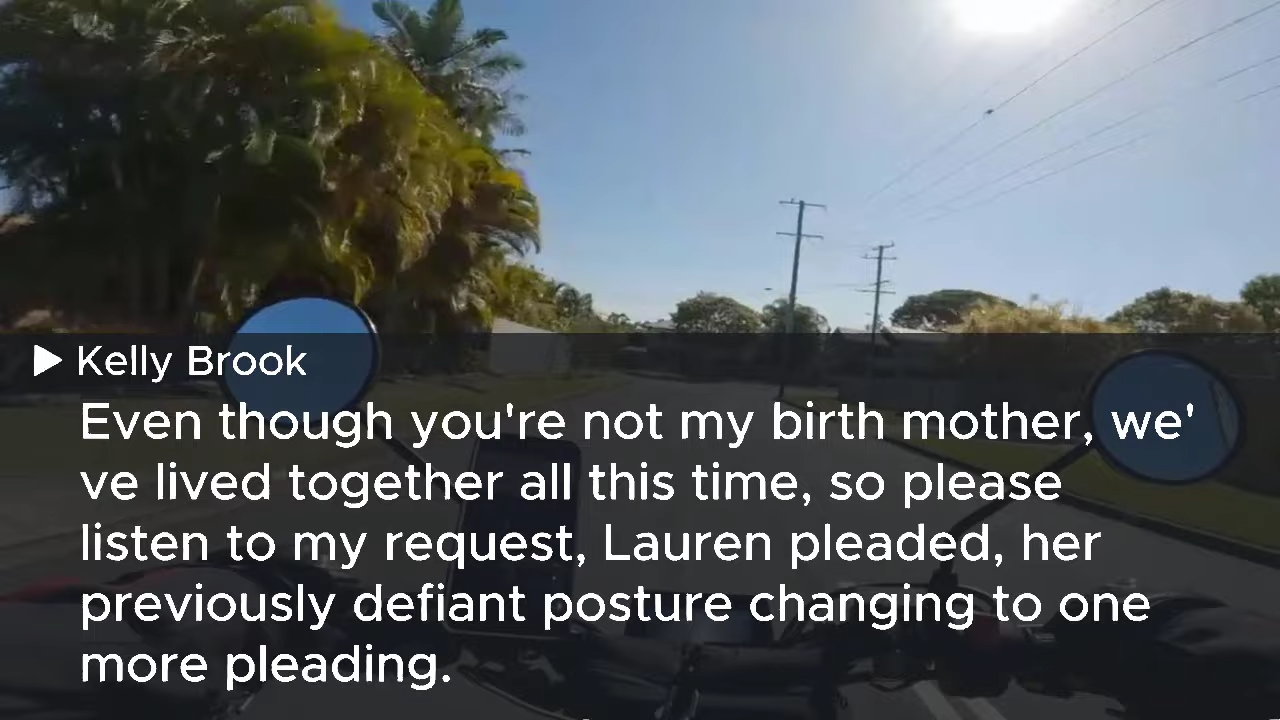 Kelly Brook
Even though you're not my birth mother, we'
ve lived together all this time, so please
listen to my request, Lauren pleaded, her
previously defiant posture changing to one
more pleading.